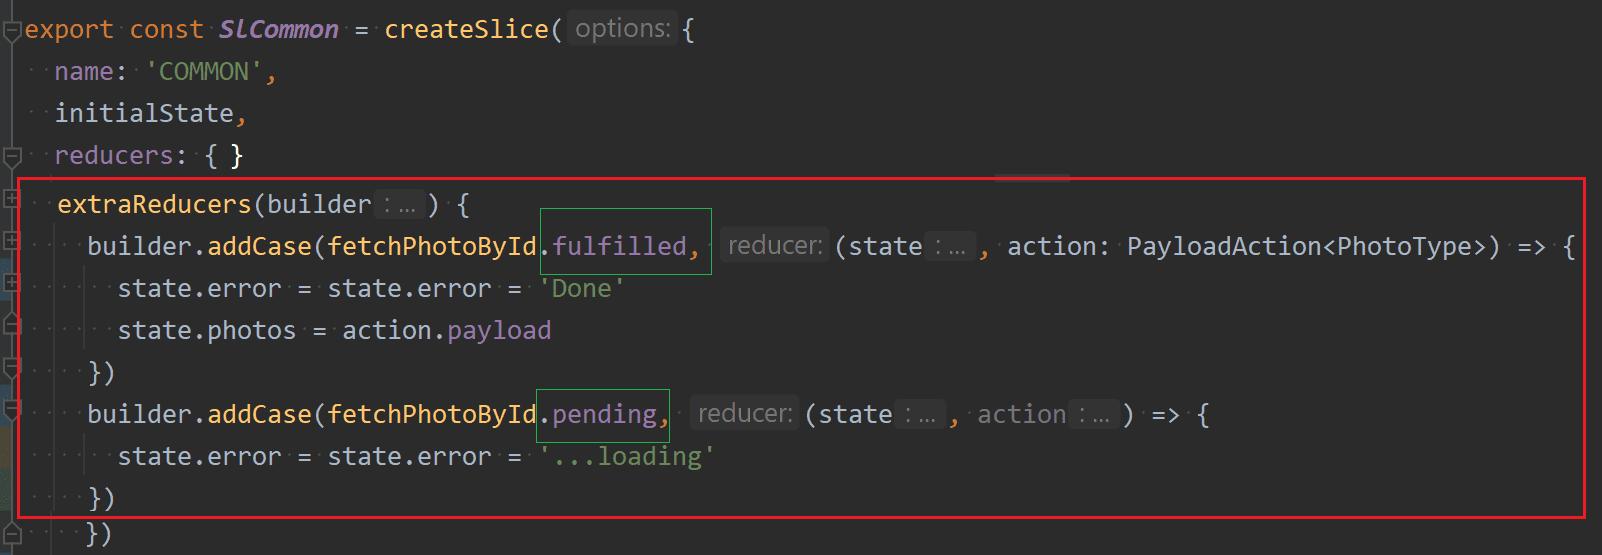 export const SlCommon = createSlice( options: {
name: 'COMMON',
initialState,
reducers: { }
extraReducers(builder : ... ) {
builder.addCase(fetchPhotoById.fulfilled, reducer: (state : ... , action: PayloadAction<PhotoType>) => {
state.error = state.error = 'Done'
state.photos = action.payload
})
builder.addCase(fetchPhotoById.pending, reducer: (state : ... , action : ... ) => {
state.error = state.error = '...loading'
})
})